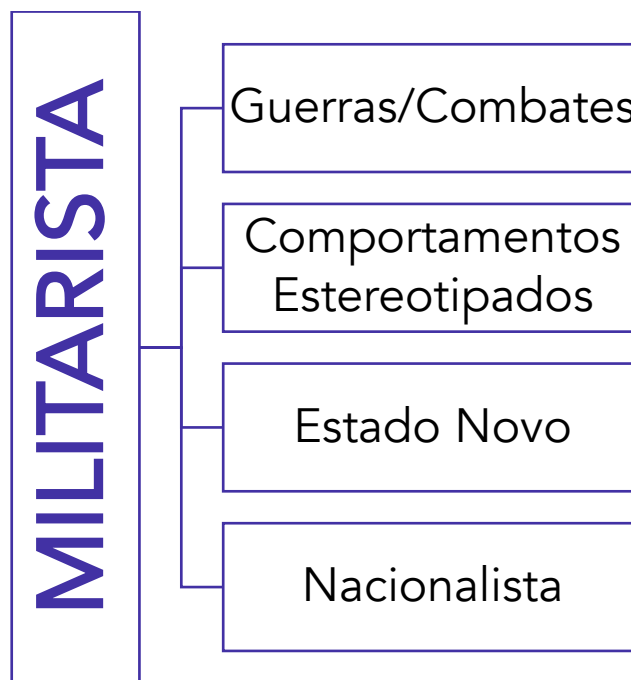 MILITARISTA
Guerras/Combates
Comportamentos
Estereotipados
Estado Novo
Nacionalista